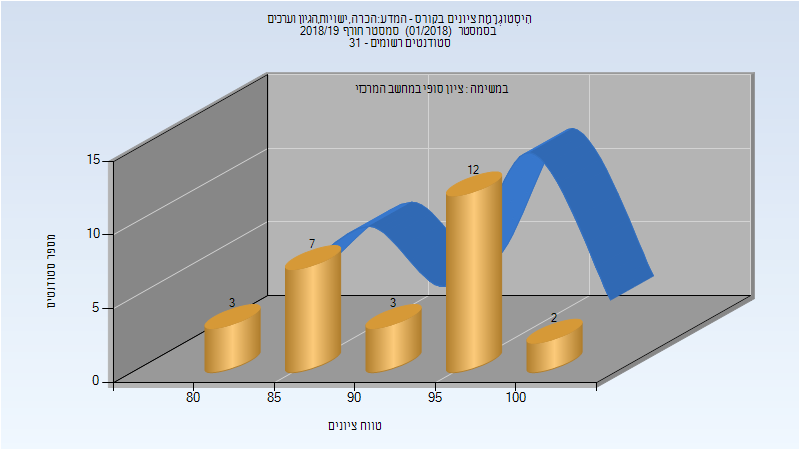 היסטוגרמת ציונים בקורס - המדע:הכרה,ישויות,הגיון וערכים
בסמסטר (01/2018) סמסטר חורף 2018/19
סטודנטים רשומים - 31
במשימה : ציון סופי במחשב המרכזי
15
10
5
0
מספר סטודנטים
3
7
3
12
2
80
85
90
95
100
טווח ציונים